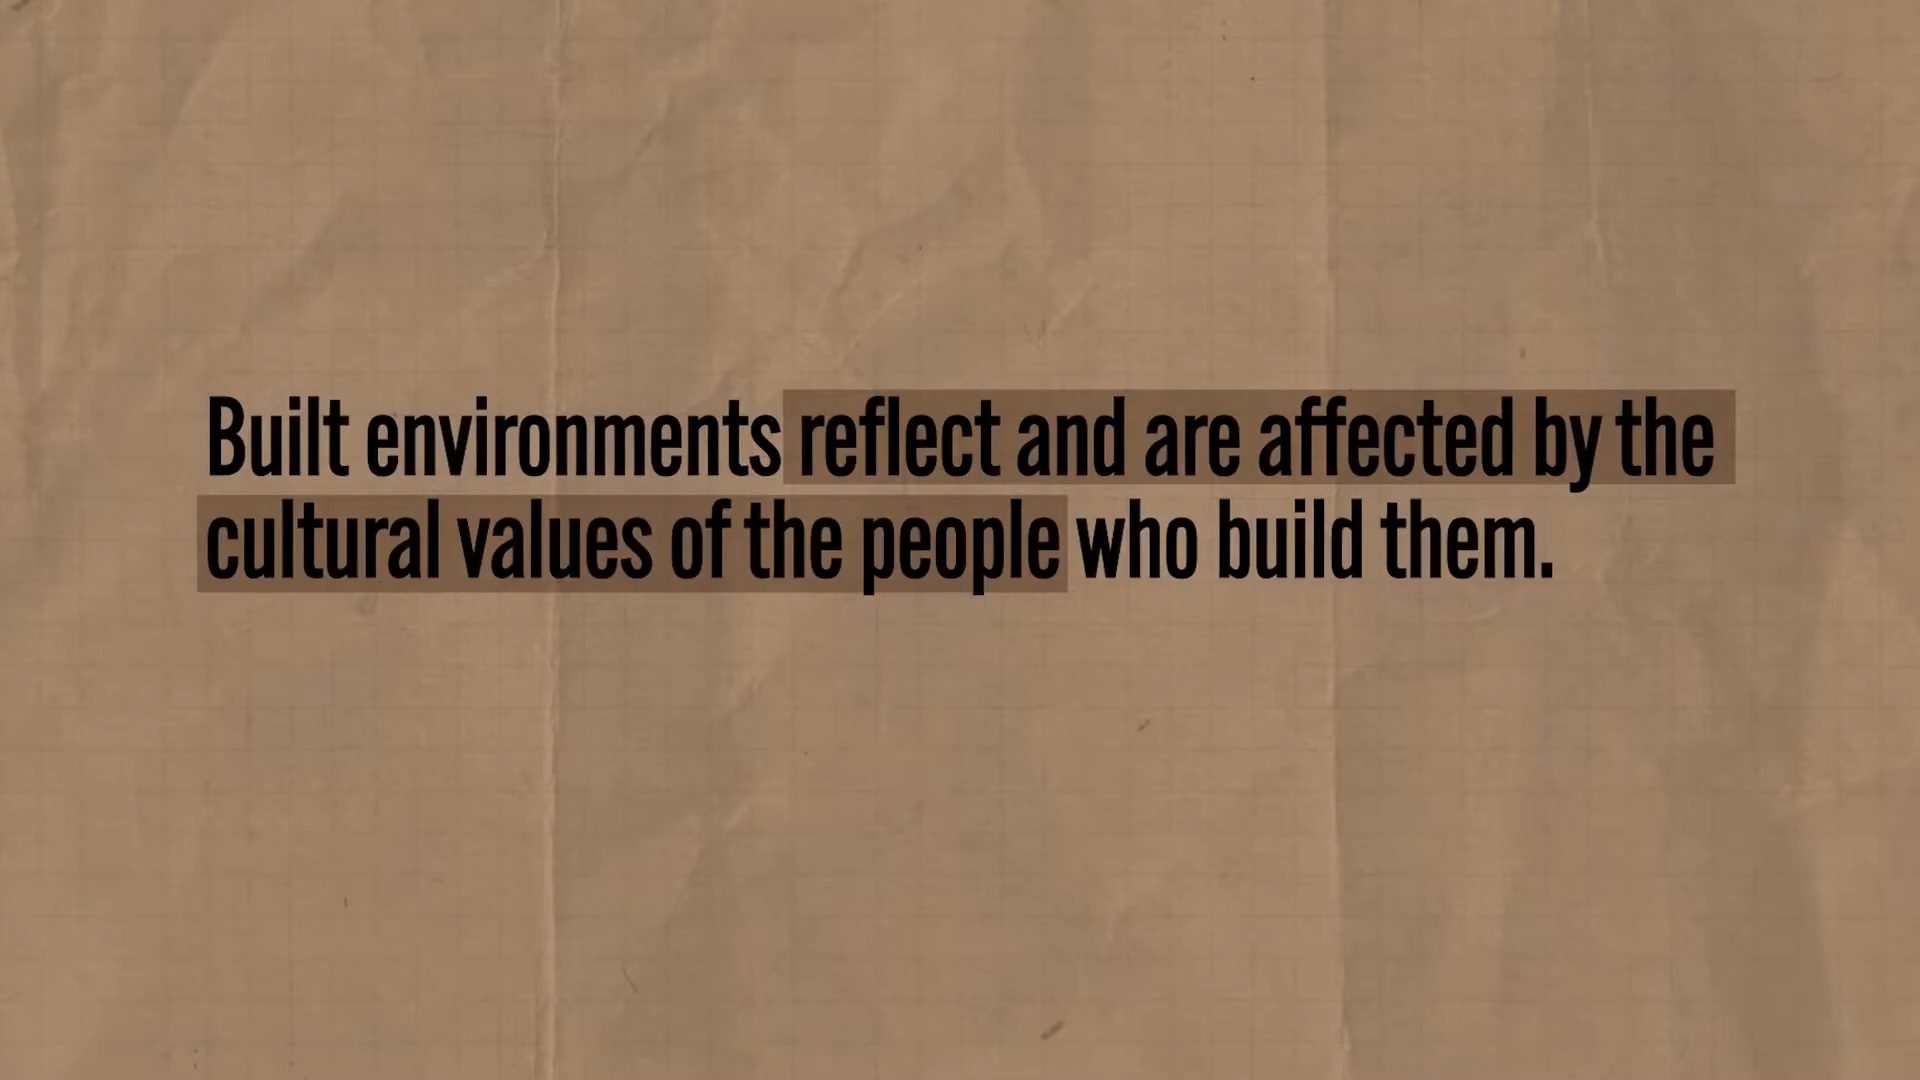 Built environments reflect and are affected by the
cultural values of the people who build them.